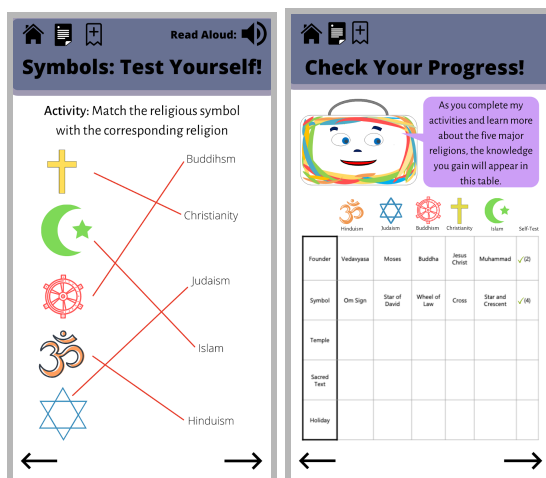 Read Aloud:
Symbols: Test Yourself!
Activity: Match the religious symbol
with the corresponding religion
Buddihsm
Christianity
Judaism
Islam
Hinduism
Check Your Progress!
As you complete my
activities and learn more
about the five major
religions, the knowledge
you gain will appear in
this table.
Hinduism Judaism Buddhism Christianity Islam Self-Test
Founder Vedavyasa Moses Buddha Jesus Christ Muhammad ✓(2)
Symbol Om Sign Star of David Wheel of Law Cross Star and Crescent ✓(4)
Temple
Sacred
Text
Holiday